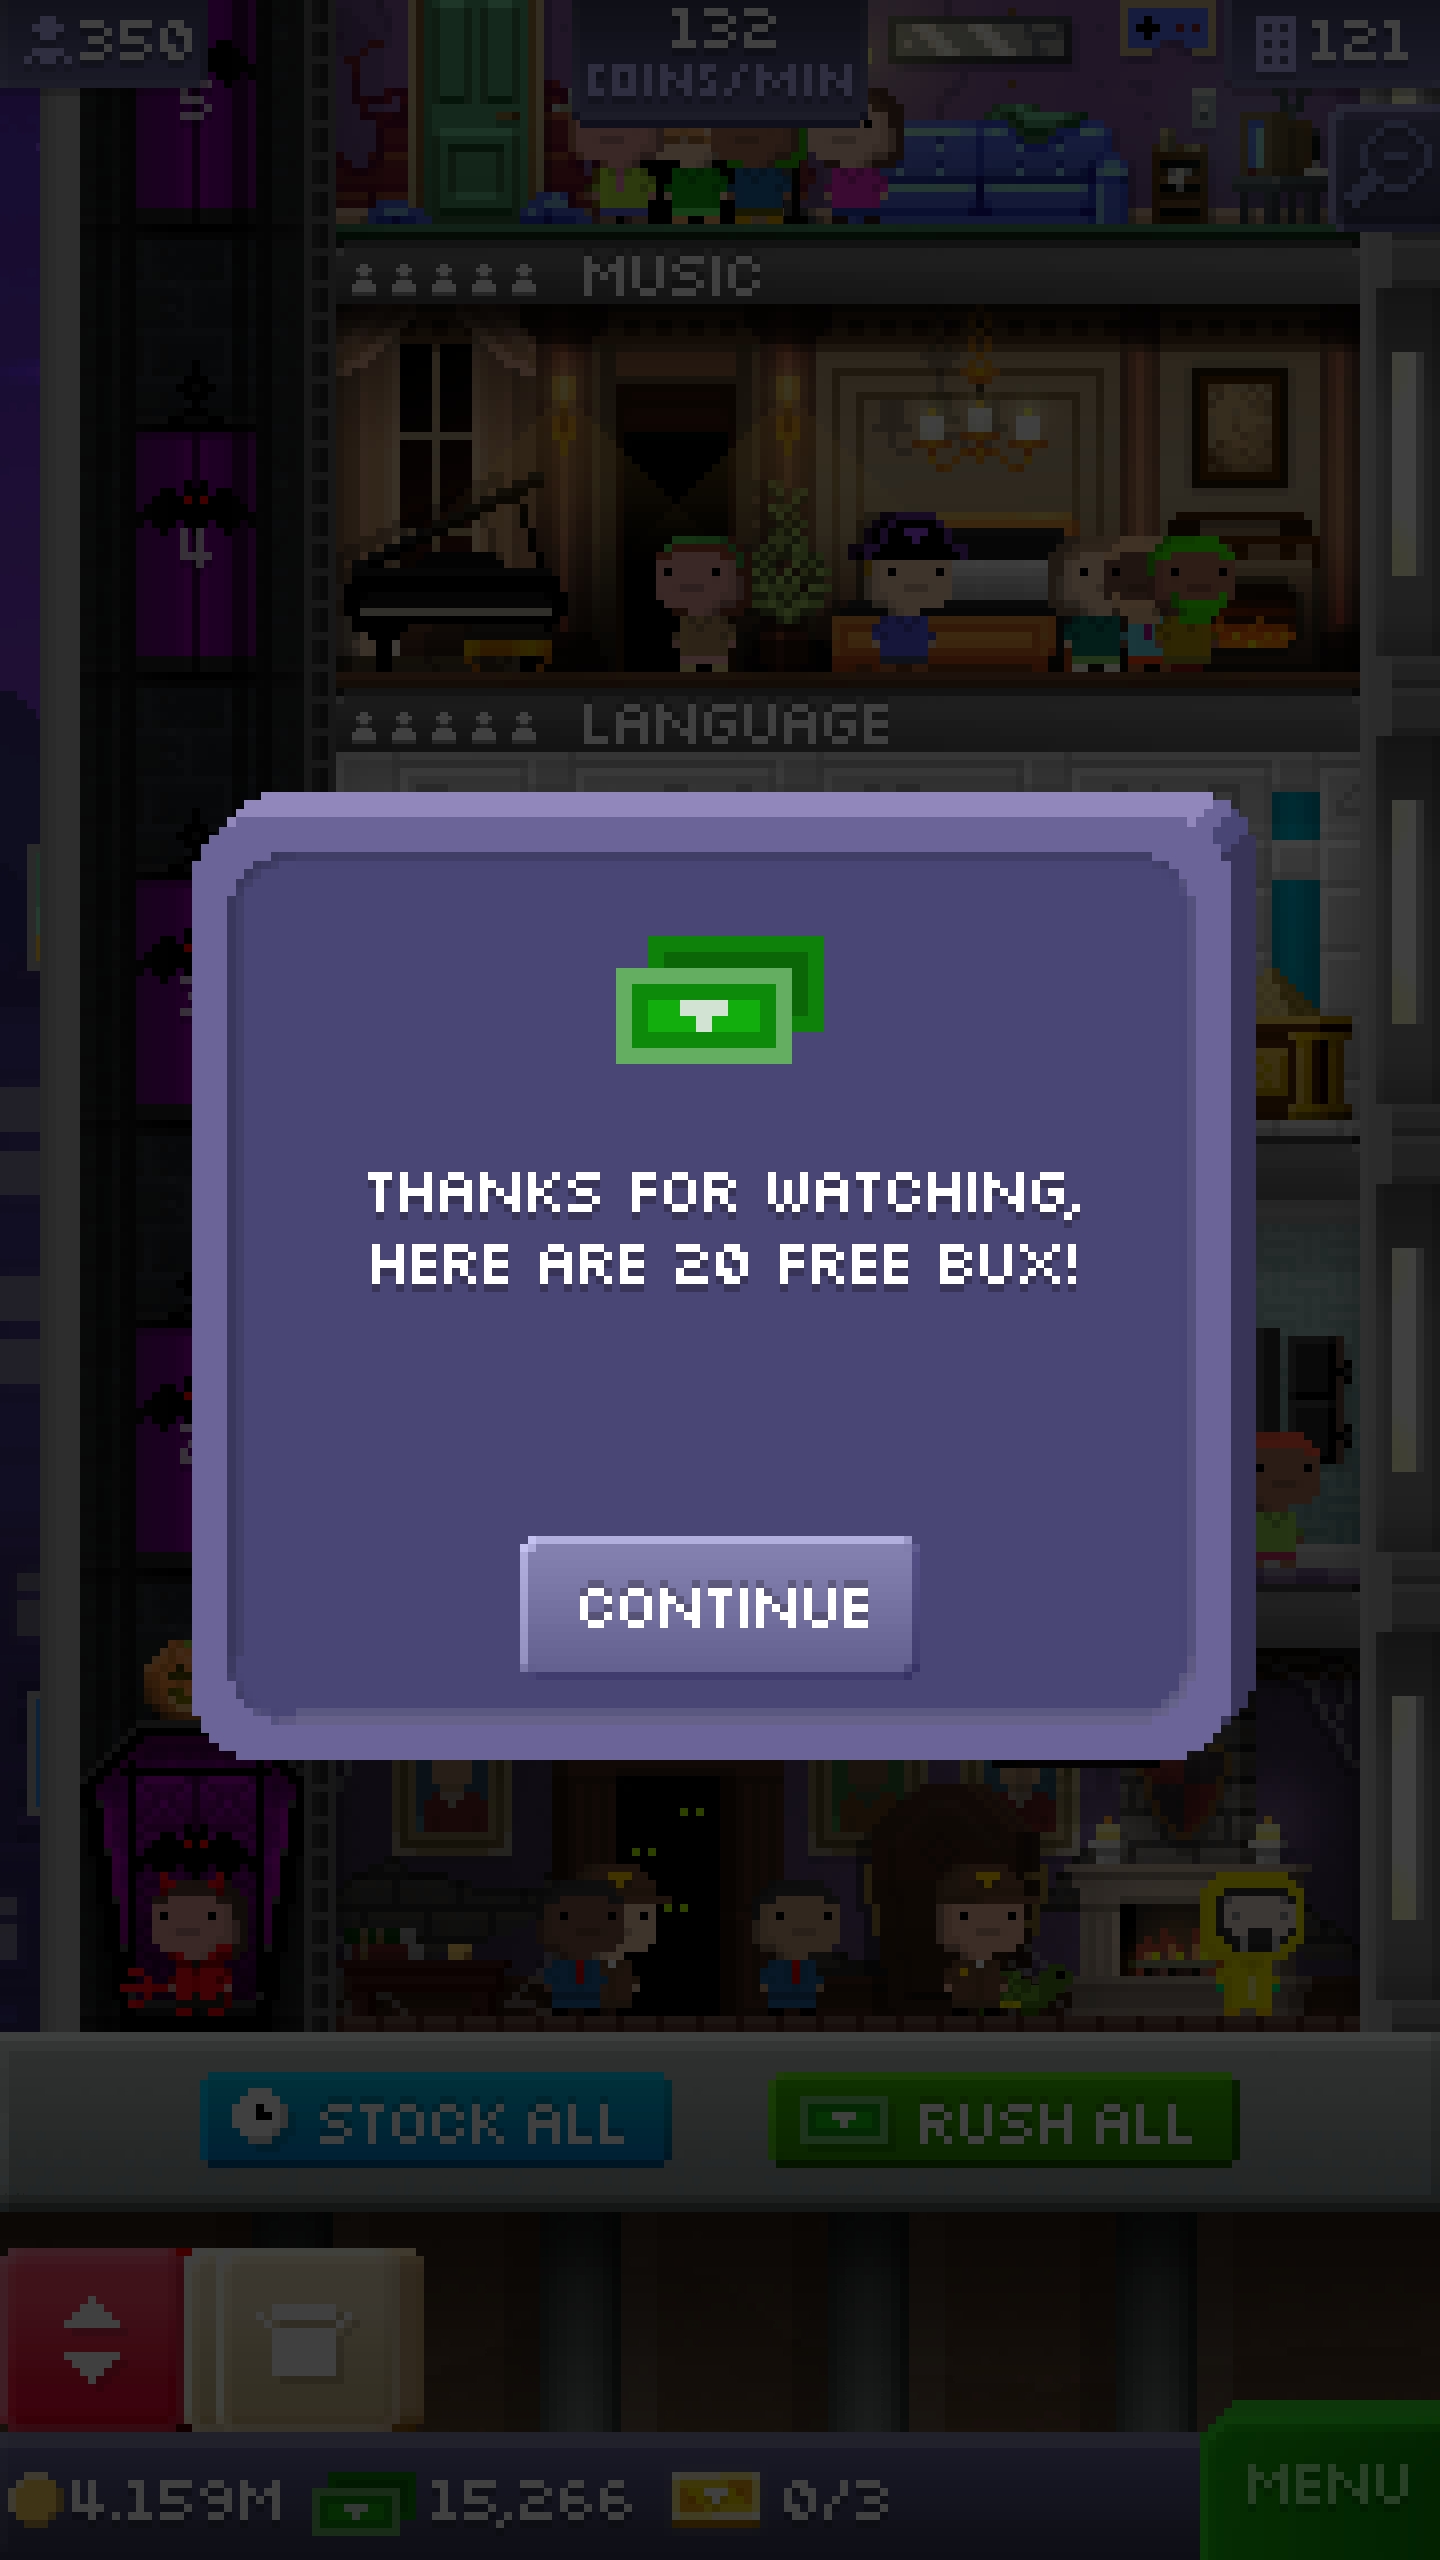 350
132
COINS/MIN
121
5
MUSIC
4
LANGUAGE
THANKS FOR WATCHING,
HERE ARE 20 FREE BUX!
CONTINUE
STOCK ALL
RUSH ALL
4.159M
15,266
0/3
MENU